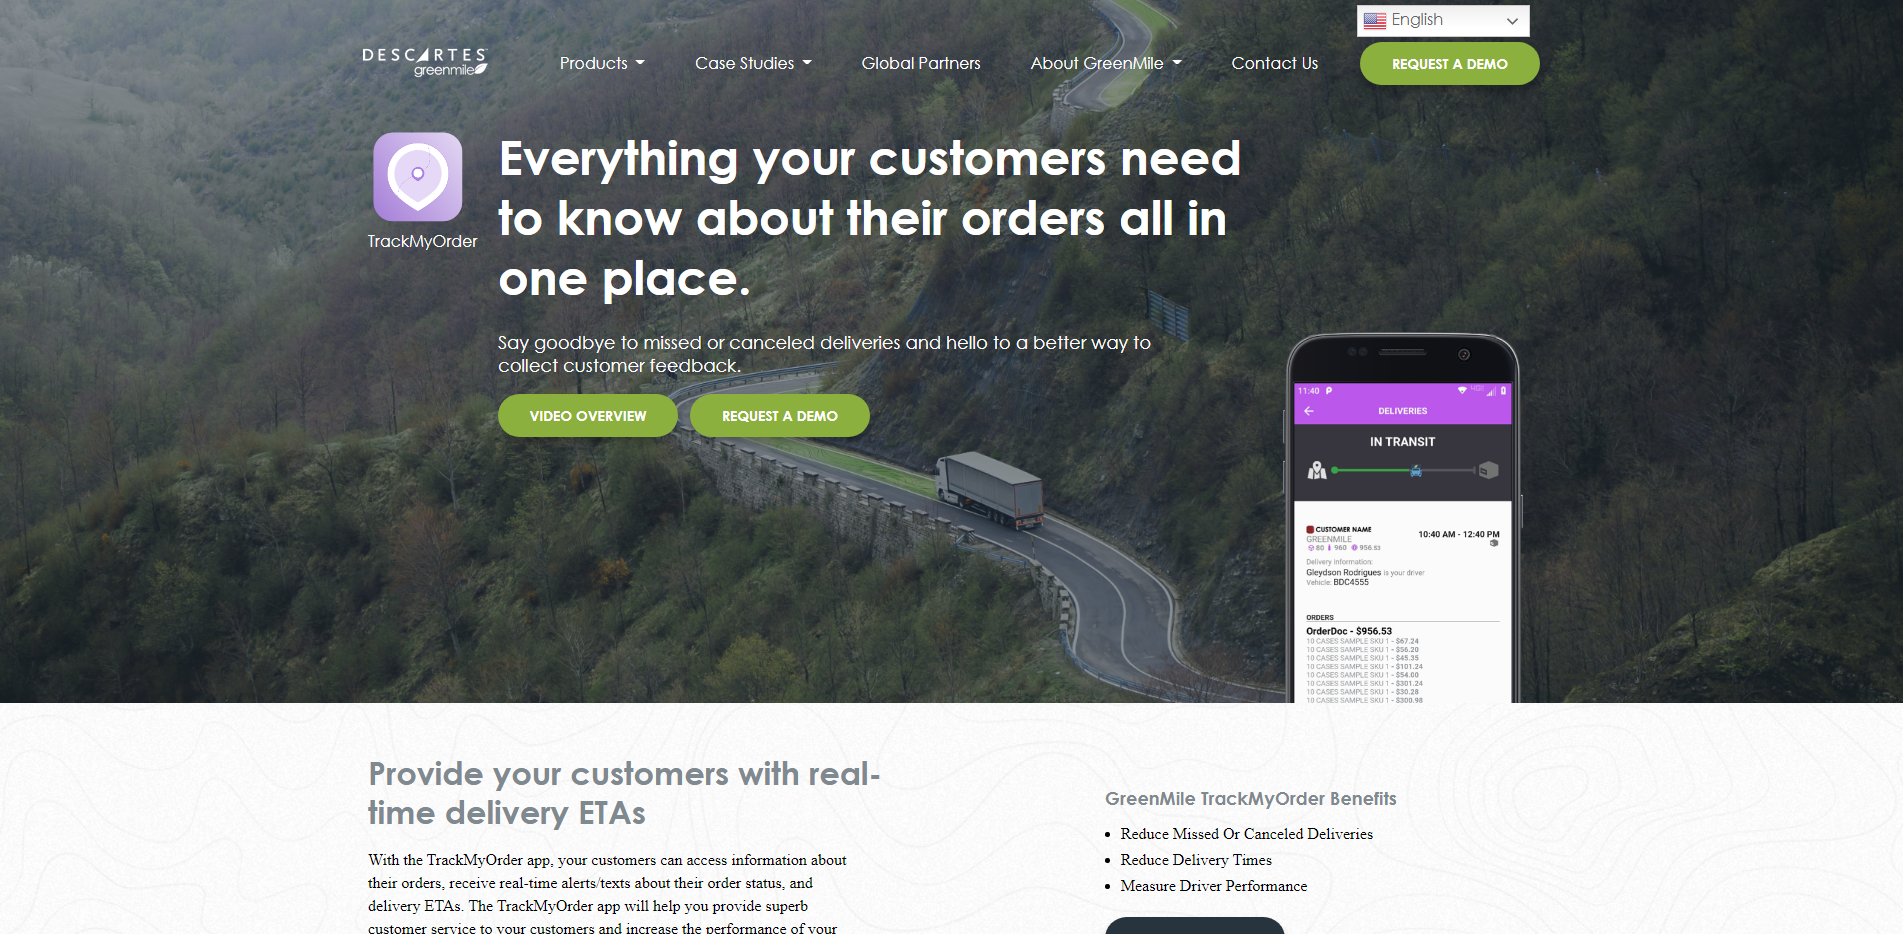 English
DESCARTES
greenmile
Products
Case Studies
Global Partners
About GreenMile
Contact Us
REQUEST A DEMO
TrackMyOrder
Everything your customers need
to know about their orders all in
one place.
Say goodbye to missed or canceled deliveries and hello to a better way to
collect customer feedback.
VIDEO OVERVIEW
REQUEST A DEMO
11:40
DELIVERIES
IN TRANSIT
CUSTOMER NAME
GREENMILE
80 960 956.53
10:40 AM - 12:40 PM
Delivery information:
Gleydson Rodrigues is your driver
Vehicle: BDC4555
ORDERS
OrderDoc - $956.53
10 CASES SAMPLE SKU 1 - $67.24
10 CASES SAMPLE SKU 1 - $56.20
10 CASES SAMPLE SKU 1 - $45.35
10 CASES SAMPLE SKU 1 - $101.24
10 CASES SAMPLE SKU 1 - $54.00
10 CASES SAMPLE SKU 1 - $301.24
10 CASES SAMPLE SKU 1 - $30.28
10 CASES SAMPLE SKU 1 - $300.98
Provide your customers with real-
time delivery ETAs
With the TrackMyOrder app, your customers can access information about
their orders, receive real-time alerts/texts about their order status, and
delivery ETAs. The TrackMyOrder app will help you provide superb
customer service to your customers and increase the performance of your
GreenMile TrackMyOrder Benefits
• Reduce Missed Or Canceled Deliveries
• Reduce Delivery Times
• Measure Driver Performance